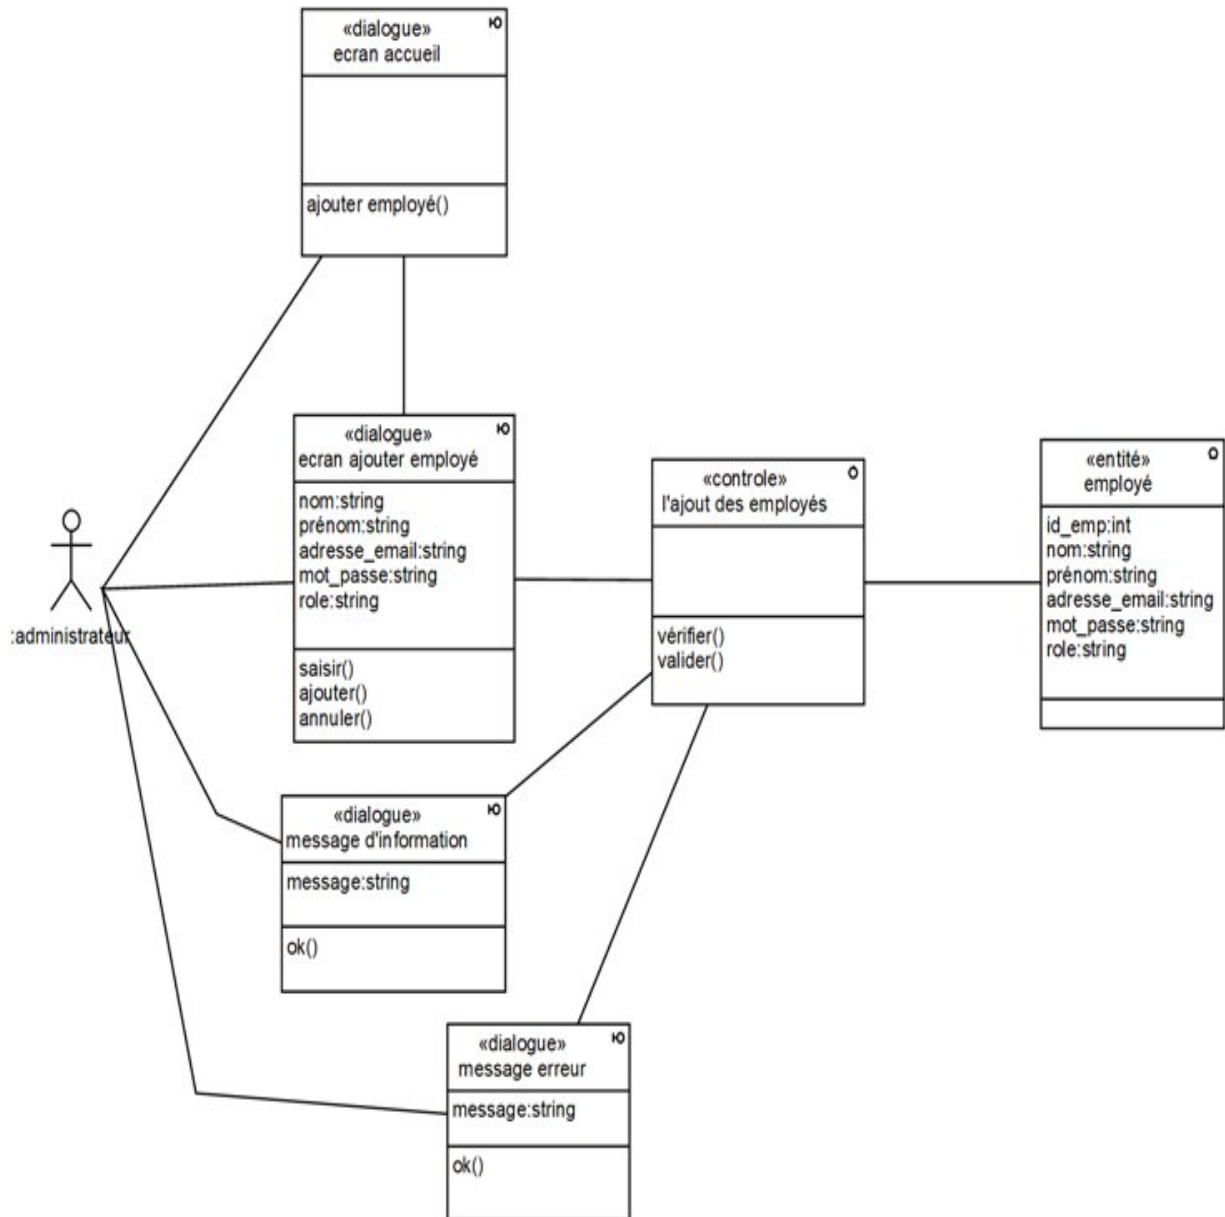 «dialogue»
ecran accueil
ajouter employé()
«dialogue»
ecran ajouter employé
nom:string
prénom:string
adresse_email:string
mot_passe:string
role:string
saisir()
ajouter()
annuler()
:administrateur
«controle»
l'ajout des employés
vérifier()
valider()
«entité»
employé
id_emp:int
nom:string
prénom:string
adresse_email:string
mot_passe:string
role:string
«dialogue»
message d'information
message:string
ok()
«dialogue»
message erreur
message:string
ok()